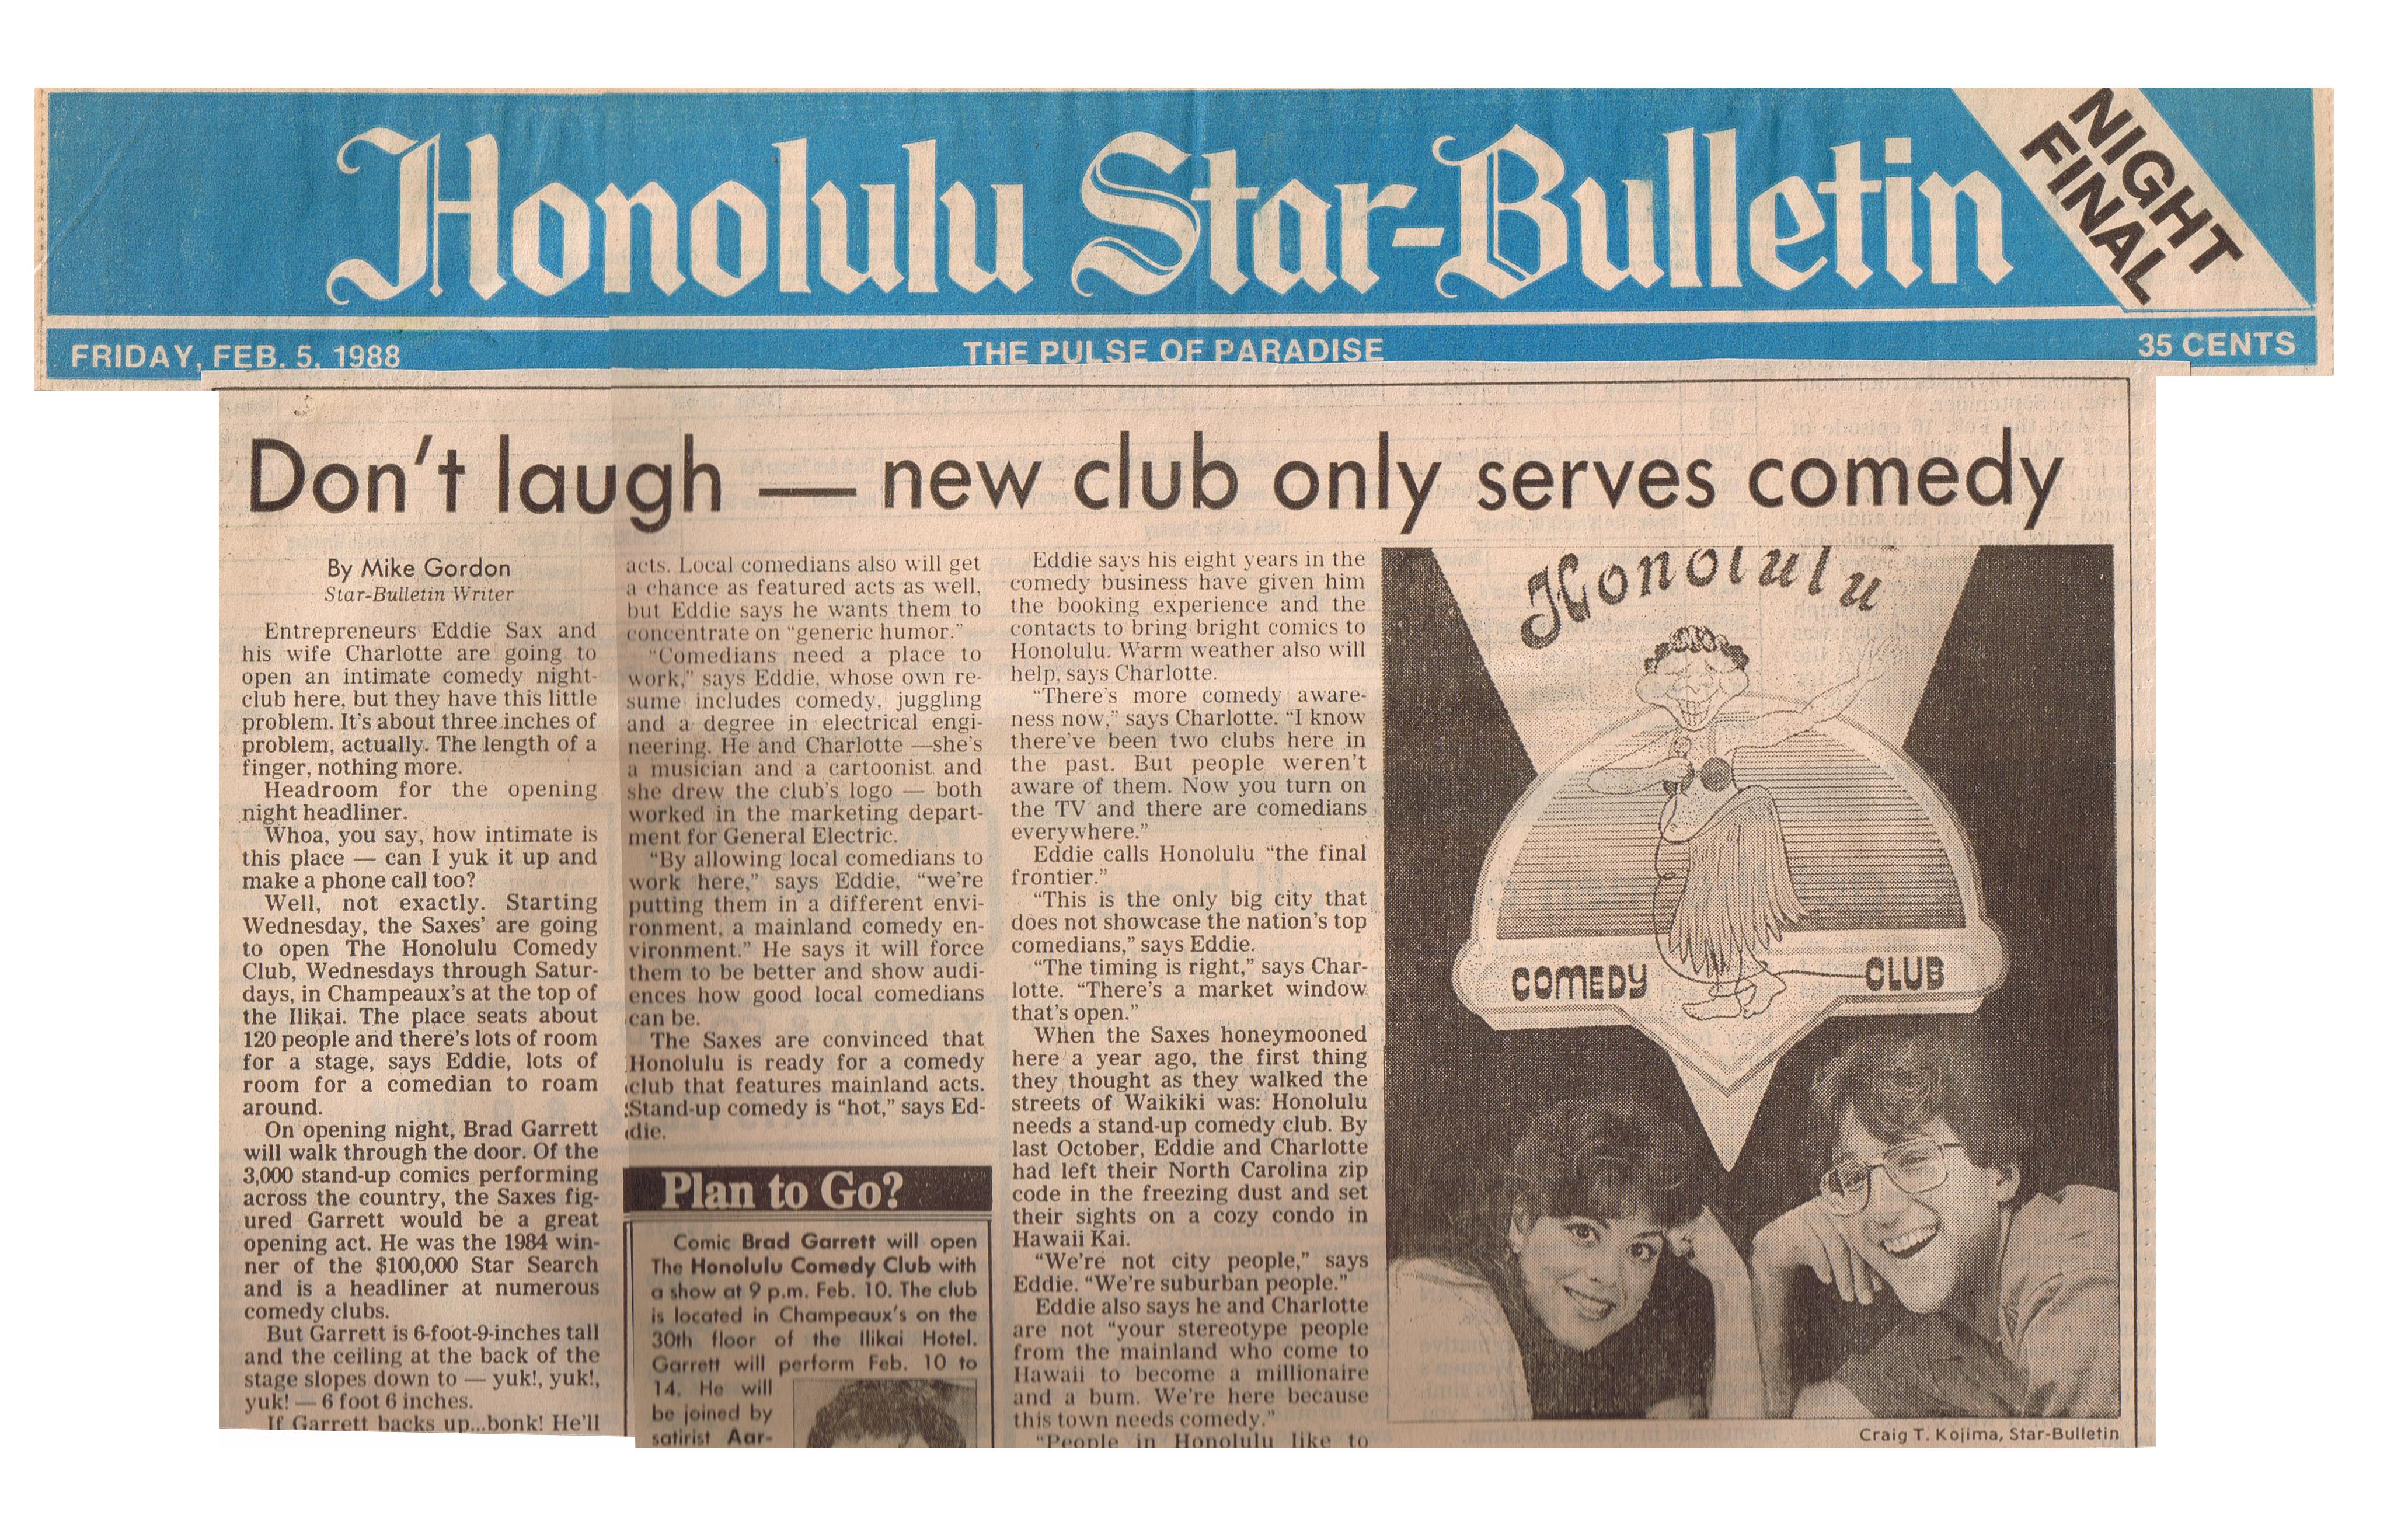 Honolulu Star-Bulletin
NIGHT
FINAL
FRIDAY, FEB. 5, 1988
THE PULSE OF PARADISE
35 CENTS
Don't laugh — new club only serves comedy
By Mike Gordon
Star-Bulletin Writer
Entrepreneurs Eddie Sax and
his wife Charlotte are going to
open an intimate comedy night-
club here, but they have this little
problem. It's about three inches of
problem, actually. The length of a
finger, nothing more.
Headroom for the opening
night headliner.
Whoa, you say, how intimate is
this place — can I yuk it up and
make a phone call too?
Well, not exactly. Starting
Wednesday, the Saxes' are going
to open The Honolulu Comedy
Club, Wednesdays through Satur-
days, in Champeaux's at the top of
the Ilikai. The place seats about
120 people and there's lots of room
for a stage, says Eddie, lots of
room for a comedian to roam
around.
On opening night, Brad Garrett
will walk through the door. Of the
3,000 stand-up comics performing
across the country, the Saxes fig-
ured Garrett would be a great
opening act. He was the 1984 win-
ner of the $100,000 Star Search
and is a headliner at numerous
comedy clubs.
But Garrett is 6-foot-9-inches tall
and the ceiling at the back of the
stage slopes down to — yuk!, yuk!,
yuk! — 6 foot 6 inches.
If Garrett backs up...bonk! He'll
acts. Local comedians also will get
a chance as featured acts as well,
but Eddie says he wants them to
concentrate on "generic humor."
"Comedians need a place to
work," says Eddie, whose own re-
sume includes comedy, juggling
and a degree in electrical engi-
neering. He and Charlotte —she's
a musician and a cartoonist and
she drew the club's logo — both
worked in the marketing depart-
ment for General Electric.
"By allowing local comedians to
work here," says Eddie, "we're
putting them in a different envi-
ronment, a mainland comedy en-
vironment." He says it will force
them to be better and show audi-
ences how good local comedians
can be.
The Saxes are convinced that
Honolulu is ready for a comedy
club that features mainland acts.
Stand-up comedy is "hot," says Ed-
die.
Plan to Go?
Comic Brad Garrett will open
The Honolulu Comedy Club with
a show at 9 p.m. Feb. 10. The club
is located in Champeaux's on the
30th floor of the Ilikai Hotel.
Garrett will perform Feb. 10 to
14. He will
be joined by
satirist Aar-
Eddie says his eight years in the
comedy business have given him
the booking experience and the
contacts to bring bright comics to
Honolulu. Warm weather also will
help, says Charlotte.
"There's more comedy aware-
ness now," says Charlotte. "I know
there've been two clubs here in
the past. But people weren't
aware of them. Now you turn on
the TV and there are comedians
everywhere."
Eddie calls Honolulu "the final
frontier."
"This is the only big city that
does not showcase the nation's top
comedians," says Eddie.
"The timing is right," says Char-
lotte. "There's a market window
that's open."
When the Saxes honeymooned
here a year ago, the first thing
they thought as they walked the
streets of Waikiki was: Honolulu
needs a stand-up comedy club. By
last October, Eddie and Charlotte
had left their North Carolina zip
code in the freezing dust and set
their sights on a cozy condo in
Hawaii Kai.
"We're not city people," says
Eddie. "We're suburban people."
Eddie also says he and Charlotte
are not "your stereotype people
from the mainland who come to
Hawaii to become a millionaire
and a bum. We're here because
this town needs comedy."
"People in Honolulu like to
Honolulu
COMEDY CLUB
Craig T. Kojima, Star-Bulletin